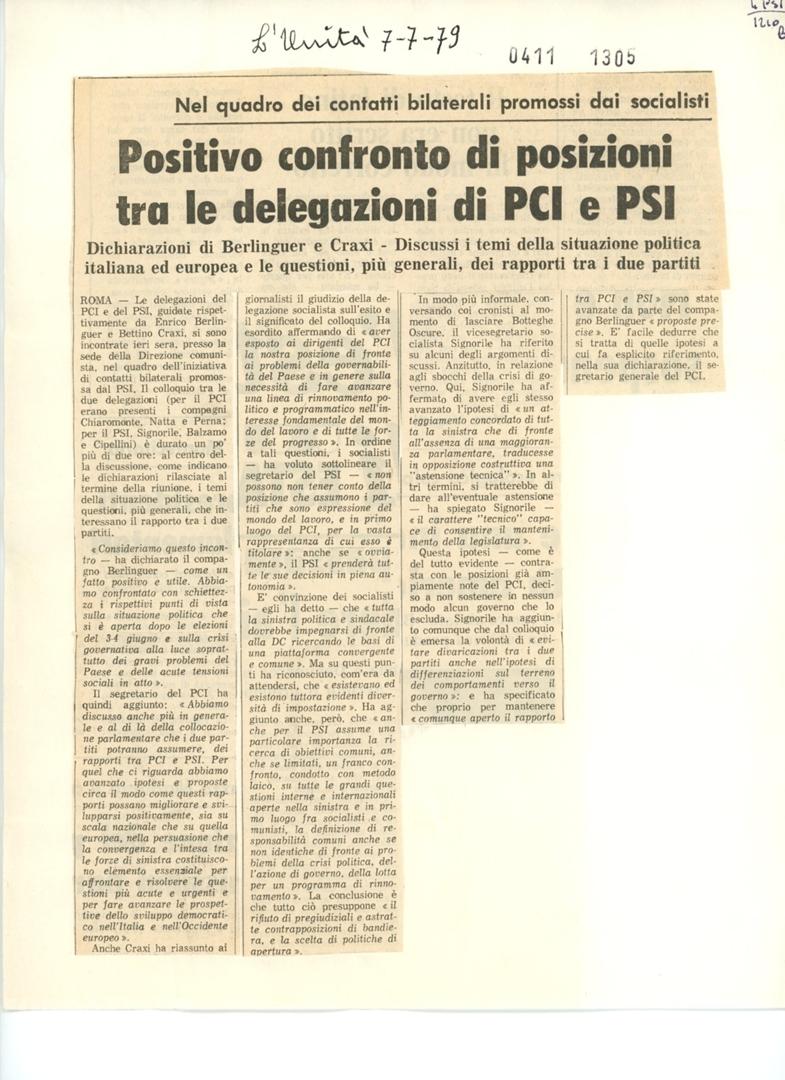 L'Unità 7-7-79
0411 1305
4 PSI
1210
Nel quadro dei contatti bilaterali promossi dai socialisti
Positivo confronto di posizioni
tra le delegazioni di PCI e PSI
Dichiarazioni di Berlinguer e Craxi - Discussi i temi della situazione politica
italiana ed europea e le questioni, più generali, dei rapporti tra i due partiti
ROMA — Le delegazioni del
PCI e del PSI, guidate rispet-
tivamente da Enrico Berlin-
guer e Bettino Craxi, si sono
incontrate ieri sera, presso la
sede della Direzione comuni-
sta, nel quadro dell'iniziativa
di contatti bilaterali promos-
sa dal PSI. Il colloquio tra le
due delegazioni (per il PCI
erano presenti i compagni
Chiaromonte, Natta e Perna;
per il PSI, Signorile, Balzamo
e Cipellini) è durato un po'
più di due ore: al centro del-
la discussione, come indicano
le dichiarazioni rilasciate al
termine della riunione, i temi
della situazione politica e le
questioni, più generali, che in-
teressano il rapporto tra i due
partiti.
« Consideriamo questo incon-
tro — ha dichiarato il compa-
gno Berlinguer — come un
fatto positivo e utile. Abbia-
mo confrontato con schiettez-
za i rispettivi punti di vista
sulla situazione politica che
si è aperta dopo le elezioni
del 3-4 giugno e sulla crisi
governativa alla luce soprat-
tutto dei gravi problemi del
Paese e delle acute tensioni
sociali in atto ».
Il segretario del PCI ha
quindi aggiunto: « Abbiamo
discusso anche più in genera-
le e al di là della collocazio-
ne parlamentare che i due par-
titi potranno assumere, dei
rapporti tra PCI e PSI. Per
quel che ci riguarda abbiamo
avanzato ipotesi e proposte
circa il modo come questi rap-
porti possano migliorare e svi-
lupparsi positivamente, sia su
scala nazionale che su quella
europea, nella persuasione che
la convergenza e l'intesa tra
le forze di sinistra costituisco-
no elemento essenziale per
affrontare e risolvere le que-
stioni più acute e urgenti e
per fare avanzare le prospet-
tive dello sviluppo democrati-
co nell'Italia e nell'Occidente
europeo ».
Anche Craxi ha riassunto ai
giornalisti il giudizio della de-
legazione socialista sull'esito e
il significato del colloquio. Ha
esordito affermando di « aver
esposto ai dirigenti del PCI
la nostra posizione di fronte
ai problemi della governabili-
tà del Paese e in genere sulla
necessità di fare avanzare
una linea di rinnovamento po-
litico e programmatico nell'in-
teresse fondamentale del mon-
do del lavoro e di tutte le for-
ze del progresso ». In ordine
a tali questioni, i socialisti
— ha voluto sottolineare il
segretario del PSI — « non
possono non tener conto della
posizione che assumono i par-
titi che sono espressione del
mondo del lavoro, e in primo
luogo del PCI, per la vasta
rappresentanza di cui esso è
titolare »: anche se « ovvia-
mente », il PSI « prenderà tut-
te le sue decisioni in piena au-
tonomia ».
E' convinzione dei socialisti
— egli ha detto — che « tutta
la sinistra politica e sindacale
dovrebbe impegnarsi di fronte
alla DC ricercando le basi di
una piattaforma convergente
e comune ». Ma su questi pun-
ti ha riconosciuto, com'era da
attendersi, che « esistevano ed
esistono tuttora evidenti diver-
sità di impostazione ». Ha ag-
giunto anche, però, che « an-
che per il PSI assume una
particolare importanza la ri-
cerca di obiettivi comuni, an-
che se limitati, un franco con-
fronto, condotto con metodo
laico, su tutte le grandi que-
stioni interne e internazionali
aperte nella sinistra e in pri-
mo luogo fra socialisti e co-
munisti, la definizione di re-
sponsabilità comuni anche se
non identiche di fronte ai pro-
blemi della crisi politica, del-
l'azione di governo, della lotta
per un programma di rinno-
vamento ». La conclusione è
che tutto ciò presuppone « il
rifiuto di pregiudiziali e astrat-
te contrapposizioni di bandie-
ra, e la scelta di politiche di
apertura ».
In modo più informale, con-
versando coi cronisti al mo-
mento di lasciare Botteghe
Oscure, il vicesegretario so-
cialista Signorile ha riferito
su alcuni degli argomenti di-
scussi. Anzitutto, in relazione
agli sbocchi della crisi di go-
verno. Qui, Signorile ha af-
fermato di avere egli stesso
avanzato l'ipotesi di « un at-
teggiamento concordato di tut-
ta la sinistra che di fronte
all'assenza di una maggioran-
za parlamentare, traducesse
in opposizione costruttiva una
"astensione tecnica" ». In al-
tri termini, si tratterebbe di
dare all'eventuale astensione
— ha spiegato Signorile —
« il carattere "tecnico" capa-
ce di consentire il manteni-
mento della legislatura ».
Questa ipotesi — come è
del tutto evidente — contra-
sta con le posizioni già am-
piamente note del PCI, deci-
so a non sostenere in nessun
modo alcun governo che lo
escluda. Signorile ha aggiun-
to comunque che dal colloquio
è emersa la volontà di « evi-
tare divaricazioni tra i due
partiti anche nell'ipotesi di
differenziazioni sul terreno
dei comportamenti verso il
governo »: e ha specificato
che proprio per mantenere
« comunque aperto il rapporto
tra PCI e PSI » sono state
avanzate da parte del compa-
gno Berlinguer « proposte pre-
cise ». E' facile dedurre che
si tratta di quelle ipotesi a
cui fa esplicito riferimento,
nella sua dichiarazione, il se-
gretario generale del PCI.